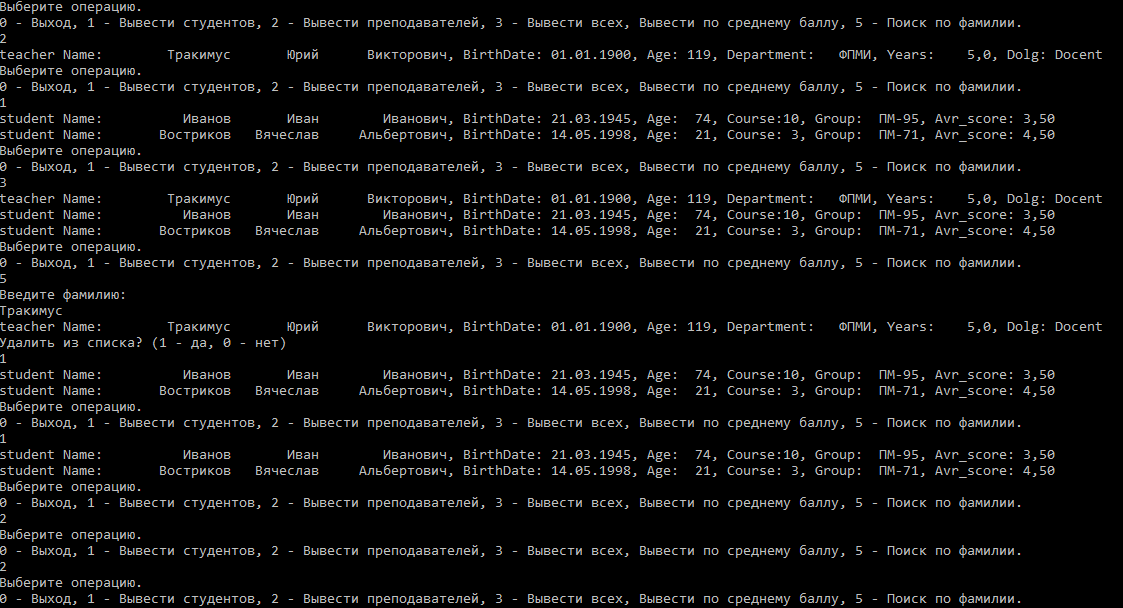 Выберите операцию.
0 - Выход, 1 - Вывести студентов, 2 - Вывести преподавателей, 3 - Вывести всех, Вывести по среднему баллу, 5 - Поиск по фамилии.
2
teacher Name:        Тракимус       Юрий      Викторович, BirthDate: 01.01.1900, Age: 119, Department:   ФПМИ, Years:    5,0, Dolg: Docent
Выберите операцию.
0 - Выход, 1 - Вывести студентов, 2 - Вывести преподавателей, 3 - Вывести всех, Вывести по среднему баллу, 5 - Поиск по фамилии.
1
student Name:          Иванов       Иван        Иванович, BirthDate: 21.03.1945, Age:  74, Course:10, Group:  ПМ-95, Avr_score: 3,50
student Name:       Востриков   Вячеслав     Альбертович, BirthDate: 14.05.1998, Age:  21, Course: 3, Group:  ПМ-71, Avr_score: 4,50
Выберите операцию.
0 - Выход, 1 - Вывести студентов, 2 - Вывести преподавателей, 3 - Вывести всех, Вывести по среднему баллу, 5 - Поиск по фамилии.
3
teacher Name:        Тракимус       Юрий      Викторович, BirthDate: 01.01.1900, Age: 119, Department:   ФПМИ, Years:    5,0, Dolg: Docent
student Name:          Иванов       Иван        Иванович, BirthDate: 21.03.1945, Age:  74, Course:10, Group:  ПМ-95, Avr_score: 3,50
student Name:       Востриков   Вячеслав     Альбертович, BirthDate: 14.05.1998, Age:  21, Course: 3, Group:  ПМ-71, Avr_score: 4,50
Выберите операцию.
0 - Выход, 1 - Вывести студентов, 2 - Вывести преподавателей, 3 - Вывести всех, Вывести по среднему баллу, 5 - Поиск по фамилии.
5
Введите фамилию:
Тракимус
teacher Name:        Тракимус       Юрий      Викторович, BirthDate: 01.01.1900, Age: 119, Department:   ФПМИ, Years:    5,0, Dolg: Docent
Удалить из списка? (1 - да, 0 - нет)
1
student Name:          Иванов       Иван        Иванович, BirthDate: 21.03.1945, Age:  74, Course:10, Group:  ПМ-95, Avr_score: 3,50
student Name:       Востриков   Вячеслав     Альбертович, BirthDate: 14.05.1998, Age:  21, Course: 3, Group:  ПМ-71, Avr_score: 4,50
Выберите операцию.
0 - Выход, 1 - Вывести студентов, 2 - Вывести преподавателей, 3 - Вывести всех, Вывести по среднему баллу, 5 - Поиск по фамилии.
1
student Name:          Иванов       Иван        Иванович, BirthDate: 21.03.1945, Age:  74, Course:10, Group:  ПМ-95, Avr_score: 3,50
student Name:       Востриков   Вячеслав     Альбертович, BirthDate: 14.05.1998, Age:  21, Course: 3, Group:  ПМ-71, Avr_score: 4,50
Выберите операцию.
0 - Выход, 1 - Вывести студентов, 2 - Вывести преподавателей, 3 - Вывести всех, Вывести по среднему баллу, 5 - Поиск по фамилии.
2
Выберите операцию.
0 - Выход, 1 - Вывести студентов, 2 - Вывести преподавателей, 3 - Вывести всех, Вывести по среднему баллу, 5 - Поиск по фамилии.
2
Выберите операцию.
0 - Выход, 1 - Вывести студентов, 2 - Вывести преподавателей, 3 - Вывести всех, Вывести по среднему баллу, 5 - Поиск по фамилии.